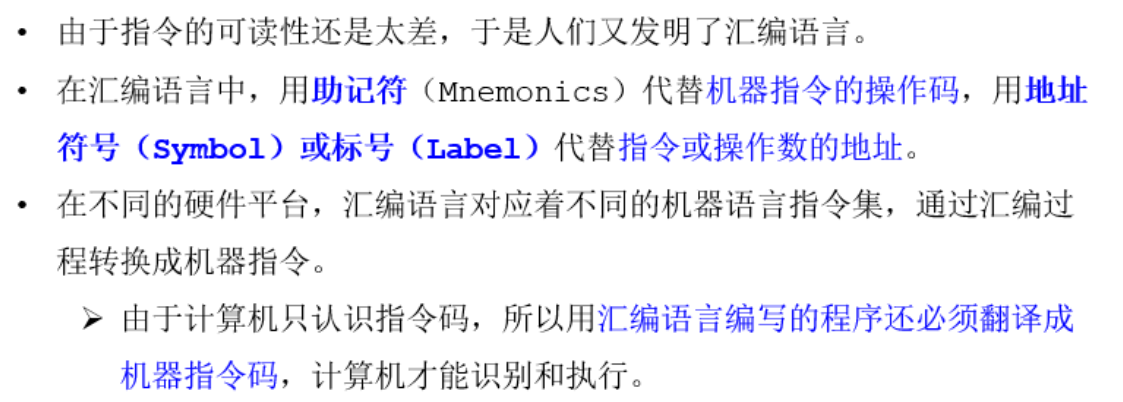 • 由于指令的可读性还是太差，于是人们又发明了汇编语言。
• 在汇编语言中，用助记符（Mnemonics）代替机器指令的操作码，用地址
符号（Symbol）或标号（Label）代替指令或操作数的地址。
• 在不同的硬件平台，汇编语言对应着不同的机器语言指令集，通过汇编过
程转换成机器指令。
➢ 由于计算机只认识指令码，所以用汇编语言编写的程序还必须翻译成
机器指令码，计算机才能识别和执行。